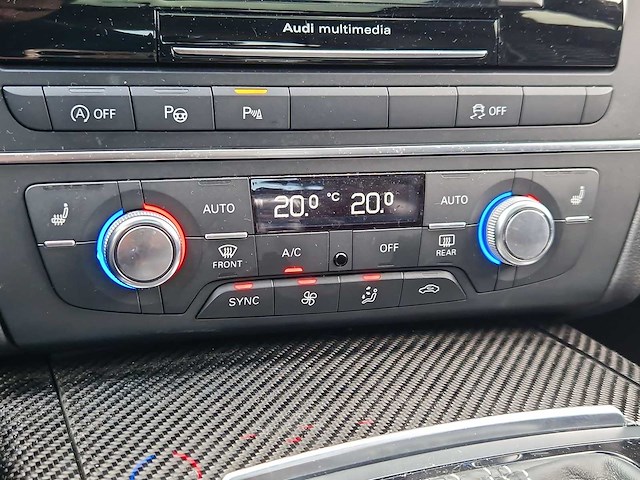 Audi multimedia
A OFF P P OFF
AUTO 20.0 °C 20.0 AUTO
FRONT A/C OFF REAR
SYNC